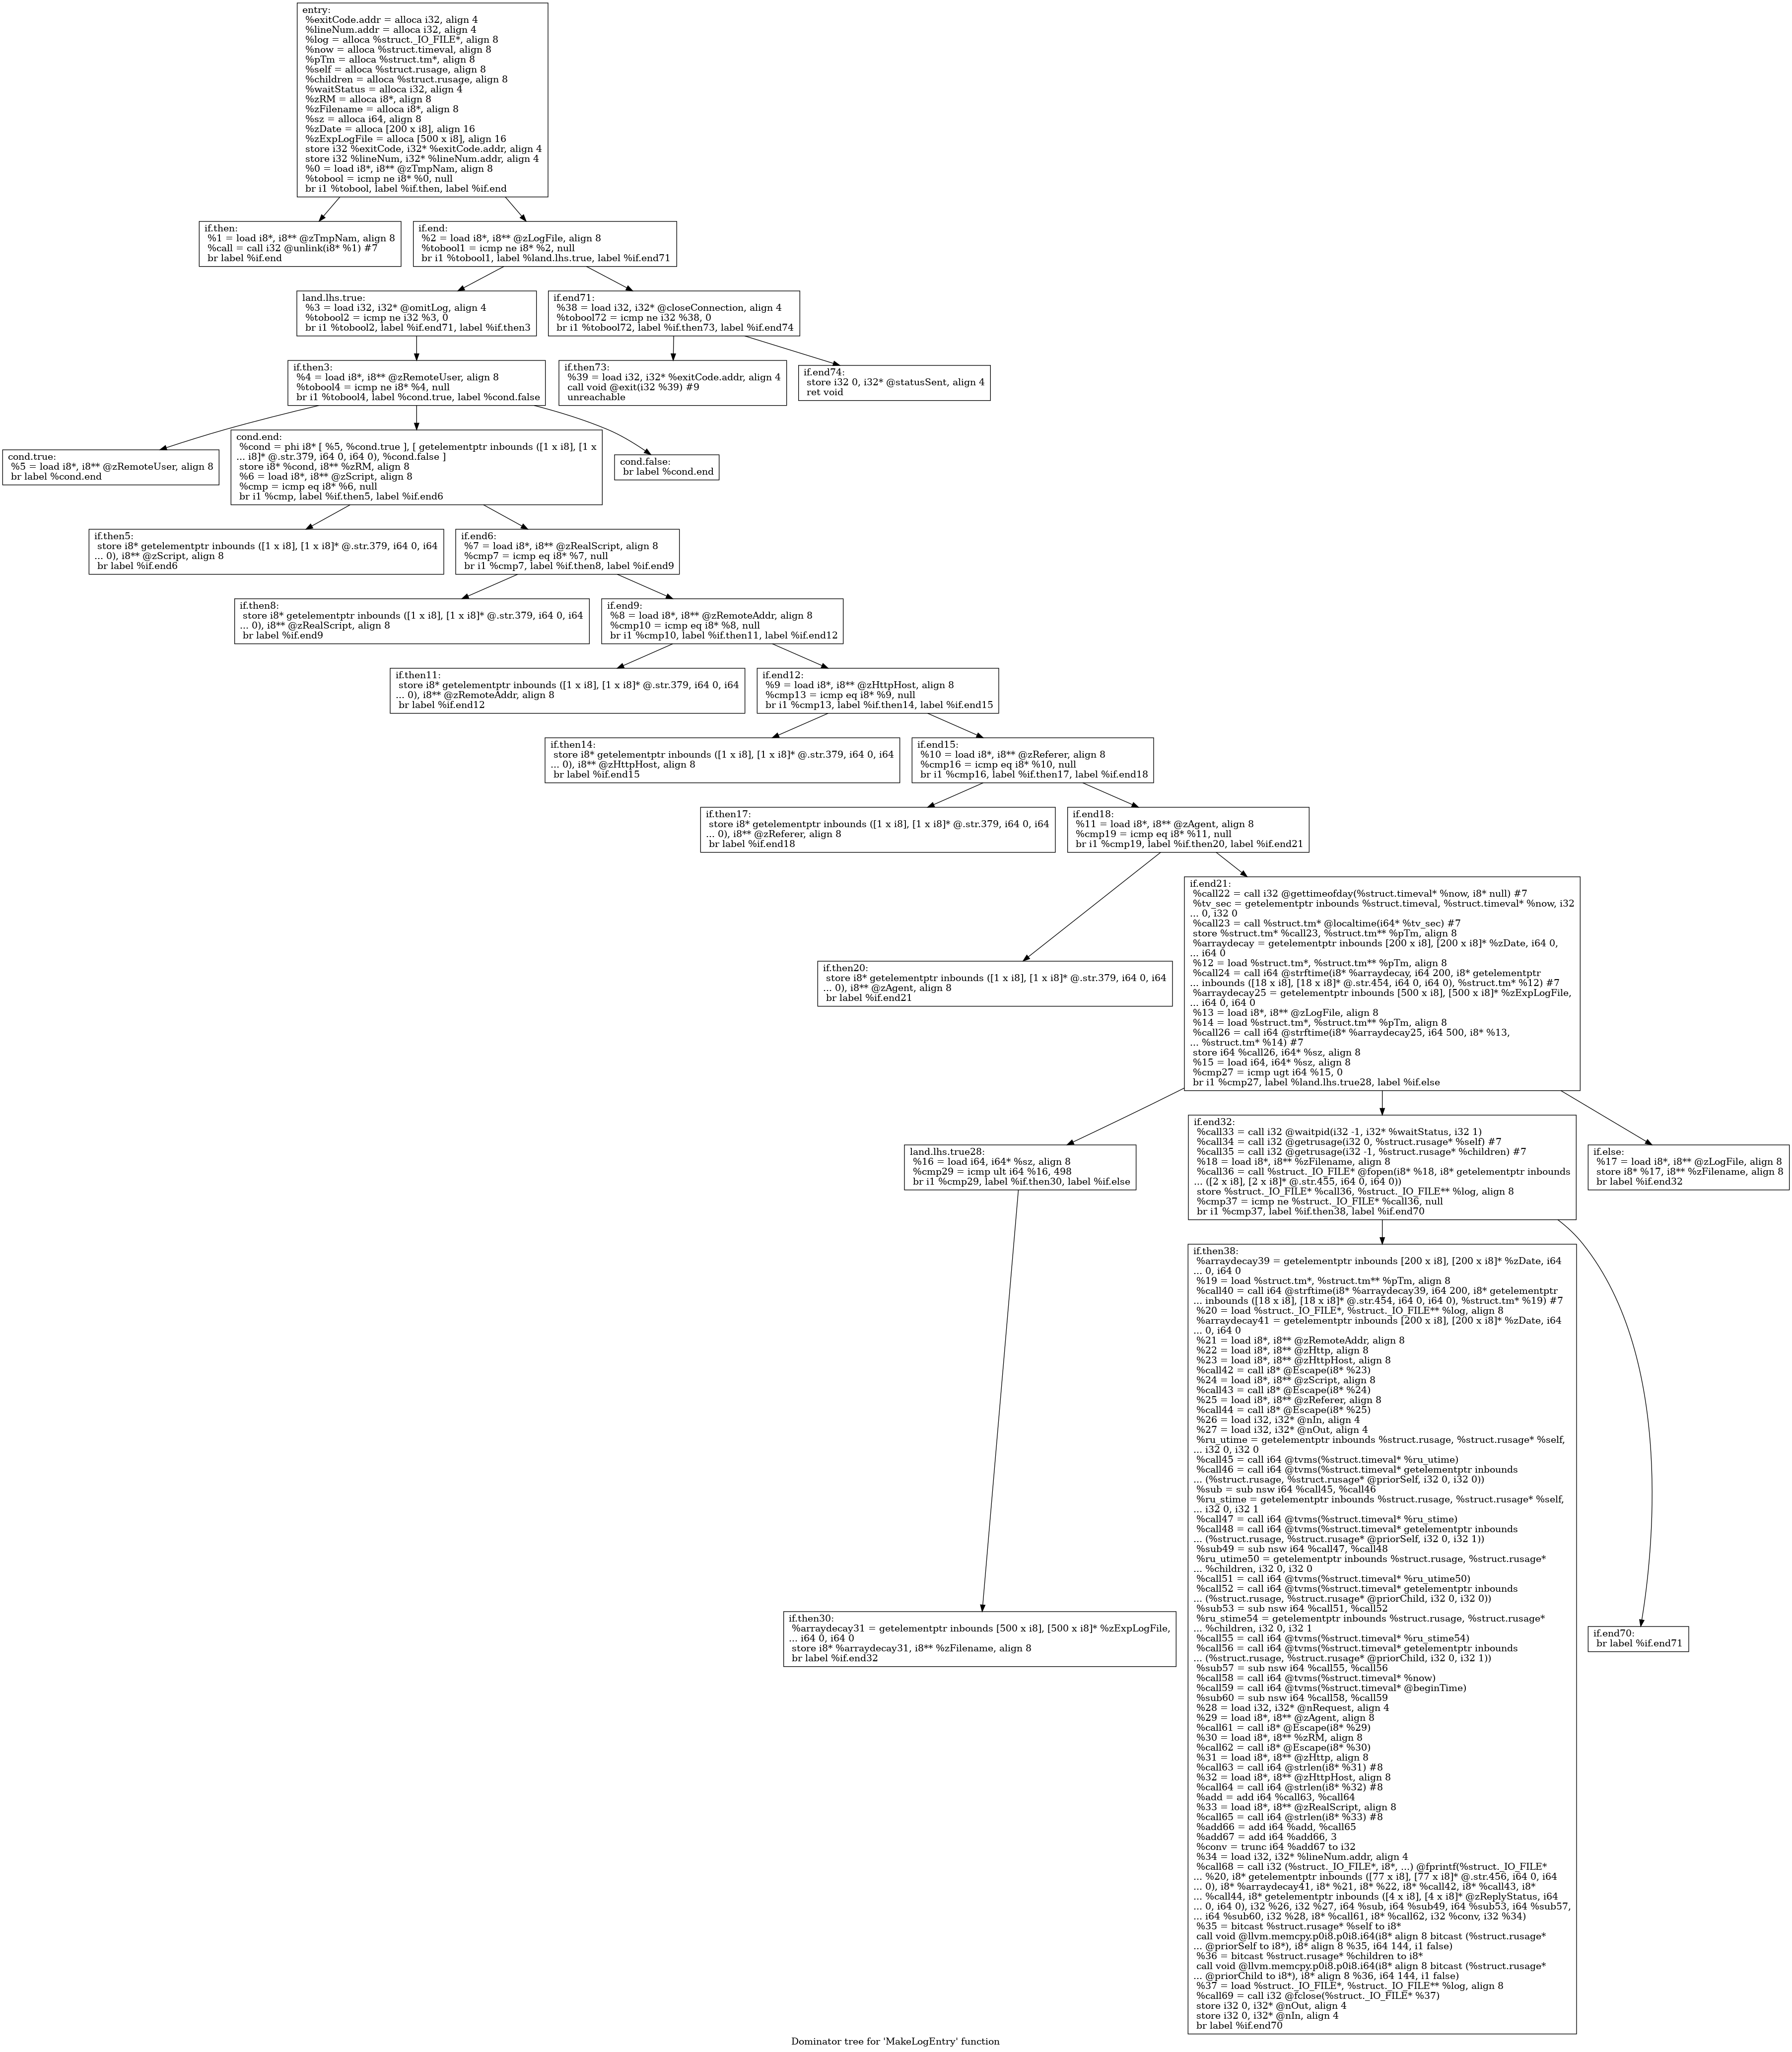 entry:
%exitCode.addr = alloca i32, align 4
%lineNum.addr = alloca i32, align 4
%log = alloca %struct._IO_FILE*, align 8
%now = alloca %struct.timeval, align 8
%pTm = alloca %struct.tm*, align 8
%self = alloca %struct.rusage, align 8
%children = alloca %struct.rusage, align 8
%waitStatus = alloca i32, align 4
%zRM = alloca i8*, align 8
%zFilename = alloca i8*, align 8
%sz = alloca i64, align 8
%zDate = alloca [200 x i8], align 16
%zExpLogFile = alloca [500 x i8], align 16
store i32 %exitCode, i32* %exitCode.addr, align 4
store i32 %lineNum, i32* %lineNum.addr, align 4
%0 = load i8*, i8** @zTmpNam, align 8
%tobool = icmp ne i8* %0, null
br i1 %tobool, label %if.then, label %if.end
if.then:
%1 = load i8*, i8** @zTmpNam, align 8
%call = call i32 @unlink(i8* %1) #7
br label %if.end
if.end:
%2 = load i8*, i8** @zLogFile, align 8
%tobool1 = icmp ne i8* %2, null
br i1 %tobool1, label %land.lhs.true, label %if.end71
land.lhs.true:
%3 = load i32, i32* @omitLog, align 4
%tobool2 = icmp ne i32 %3, 0
br i1 %tobool2, label %if.end71, label %if.then3
if.end71:
%38 = load i32, i32* @closeConnection, align 4
%tobool72 = icmp ne i32 %38, 0
br i1 %tobool72, label %if.then73, label %if.end74
if.then3:
%4 = load i8*, i8** @zRemoteUser, align 8
%tobool4 = icmp ne i8* %4, null
br i1 %tobool4, label %cond.true, label %cond.false
if.then73:
%39 = load i32, i32* %exitCode.addr, align 4
call void @exit(i32 %39) #9
unreachable
if.end74:
store i32 0, i32* @statusSent, align 4
ret void
cond.true:
%5 = load i8*, i8** @zRemoteUser, align 8
br label %cond.end
cond.end:
%cond = phi i8* [ %5, %cond.true ], [ getelementptr inbounds ([1 x i8], [1 x
... i8]* @.str.379, i64 0, i64 0), %cond.false ]
store i8* %cond, i8** %zRM, align 8
%6 = load i8*, i8** @zScript, align 8
%cmp = icmp eq i8* %6, null
br i1 %cmp, label %if.then5, label %if.end6
cond.false:
br label %cond.end
if.then5:
store i8* getelementptr inbounds ([1 x i8], [1 x i8]* @.str.379, i64 0, i64
... 0), i8** @zScript, align 8
br label %if.end6
if.end6:
%7 = load i8*, i8** @zRealScript, align 8
%cmp7 = icmp eq i8* %7, null
br i1 %cmp7, label %if.then8, label %if.end9
if.then8:
store i8* getelementptr inbounds ([1 x i8], [1 x i8]* @.str.379, i64 0, i64
... 0), i8** @zRealScript, align 8
br label %if.end9
if.end9:
%8 = load i8*, i8** @zRemoteAddr, align 8
%cmp10 = icmp eq i8* %8, null
br i1 %cmp10, label %if.then11, label %if.end12
if.then11:
store i8* getelementptr inbounds ([1 x i8], [1 x i8]* @.str.379, i64 0, i64
... 0), i8** @zRemoteAddr, align 8
br label %if.end12
if.end12:
%9 = load i8*, i8** @zHttpHost, align 8
%cmp13 = icmp eq i8* %9, null
br i1 %cmp13, label %if.then14, label %if.end15
if.then14:
store i8* getelementptr inbounds ([1 x i8], [1 x i8]* @.str.379, i64 0, i64
... 0), i8** @zHttpHost, align 8
br label %if.end15
if.end15:
%10 = load i8*, i8** @zReferer, align 8
%cmp16 = icmp eq i8* %10, null
br i1 %cmp16, label %if.then17, label %if.end18
if.then17:
store i8* getelementptr inbounds ([1 x i8], [1 x i8]* @.str.379, i64 0, i64
... 0), i8** @zReferer, align 8
br label %if.end18
if.end18:
%11 = load i8*, i8** @zAgent, align 8
%cmp19 = icmp eq i8* %11, null
br i1 %cmp19, label %if.then20, label %if.end21
if.then20:
store i8* getelementptr inbounds ([1 x i8], [1 x i8]* @.str.379, i64 0, i64
... 0), i8** @zAgent, align 8
br label %if.end21
if.end21:
%call22 = call i32 @gettimeofday(%struct.timeval* %now, i8* null) #7
%tv_sec = getelementptr inbounds %struct.timeval, %struct.timeval* %now, i32
... 0, i32 0
%call23 = call %struct.tm* @localtime(i64* %tv_sec) #7
store %struct.tm* %call23, %struct.tm** %pTm, align 8
%arraydecay = getelementptr inbounds [200 x i8], [200 x i8]* %zDate, i64 0,
... i64 0
%12 = load %struct.tm*, %struct.tm** %pTm, align 8
%call24 = call i64 @strftime(i8* %arraydecay, i64 200, i8* getelementptr
... inbounds ([18 x i8], [18 x i8]* @.str.454, i64 0, i64 0), %struct.tm* %12) #7
%arraydecay25 = getelementptr inbounds [500 x i8], [500 x i8]* %zExpLogFile,
... i64 0, i64 0
%13 = load i8*, i8** @zLogFile, align 8
%14 = load %struct.tm*, %struct.tm** %pTm, align 8
%call26 = call i64 @strftime(i8* %arraydecay25, i64 500, i8* %13,
... %struct.tm* %14) #7
store i64 %call26, i64* %sz, align 8
%15 = load i64, i64* %sz, align 8
%cmp27 = icmp ugt i64 %15, 0
br i1 %cmp27, label %land.lhs.true28, label %if.else
land.lhs.true28:
%16 = load i64, i64* %sz, align 8
%cmp29 = icmp ult i64 %16, 498
br i1 %cmp29, label %if.then30, label %if.else
if.end32:
%call33 = call i32 @waitpid(i32 -1, i32* %waitStatus, i32 1)
%call34 = call i32 @getrusage(i32 0, %struct.rusage* %self) #7
%call35 = call i32 @getrusage(i32 -1, %struct.rusage* %children) #7
%18 = load i8*, i8** %zFilename, align 8
%call36 = call %struct._IO_FILE* @fopen(i8* %18, i8* getelementptr inbounds
... ([2 x i8], [2 x i8]* @.str.455, i64 0, i64 0))
store %struct._IO_FILE* %call36, %struct._IO_FILE** %log, align 8
%cmp37 = icmp ne %struct._IO_FILE* %call36, null
br i1 %cmp37, label %if.then38, label %if.end70
if.else:
%17 = load i8*, i8** @zLogFile, align 8
store i8* %17, i8** %zFilename, align 8
br label %if.end32
if.then30:
%arraydecay31 = getelementptr inbounds [500 x i8], [500 x i8]* %zExpLogFile,
... i64 0, i64 0
store i8* %arraydecay31, i8** %zFilename, align 8
br label %if.end32
if.then38:
%arraydecay39 = getelementptr inbounds [200 x i8], [200 x i8]* %zDate, i64
... 0, i64 0
%19 = load %struct.tm*, %struct.tm** %pTm, align 8
%call40 = call i64 @strftime(i8* %arraydecay39, i64 200, i8* getelementptr
... inbounds ([18 x i8], [18 x i8]* @.str.454, i64 0, i64 0), %struct.tm* %19) #7
%20 = load %struct._IO_FILE*, %struct._IO_FILE** %log, align 8
%arraydecay41 = getelementptr inbounds [200 x i8], [200 x i8]* %zDate, i64
... 0, i64 0
%21 = load i8*, i8** @zRemoteAddr, align 8
%22 = load i8*, i8** @zHttp, align 8
%23 = load i8*, i8** @zHttpHost, align 8
%call42 = call i8* @Escape(i8* %23)
%24 = load i8*, i8** @zScript, align 8
%call43 = call i8* @Escape(i8* %24)
%25 = load i8*, i8** @zReferer, align 8
%call44 = call i8* @Escape(i8* %25)
%26 = load i32, i32* @nIn, align 4
%27 = load i32, i32* @nOut, align 4
%ru_utime = getelementptr inbounds %struct.rusage, %struct.rusage* %self,
... i32 0, i32 0
%call45 = call i64 @tvms(%struct.timeval* %ru_utime)
%call46 = call i64 @tvms(%struct.timeval* getelementptr inbounds
... (%struct.rusage, %struct.rusage* @priorSelf, i32 0, i32 0))
%sub = sub nsw i64 %call45, %call46
%ru_stime = getelementptr inbounds %struct.rusage, %struct.rusage* %self,
... i32 0, i32 1
%call47 = call i64 @tvms(%struct.timeval* %ru_stime)
%call48 = call i64 @tvms(%struct.timeval* getelementptr inbounds
... (%struct.rusage, %struct.rusage* @priorSelf, i32 0, i32 1))
%sub49 = sub nsw i64 %call47, %call48
%ru_utime50 = getelementptr inbounds %struct.rusage, %struct.rusage*
... %children, i32 0, i32 0
%call51 = call i64 @tvms(%struct.timeval* %ru_utime50)
%call52 = call i64 @tvms(%struct.timeval* getelementptr inbounds
... (%struct.rusage, %struct.rusage* @priorChild, i32 0, i32 0))
%sub53 = sub nsw i64 %call51, %call52
%ru_stime54 = getelementptr inbounds %struct.rusage, %struct.rusage*
... %children, i32 0, i32 1
%call55 = call i64 @tvms(%struct.timeval* %ru_stime54)
%call56 = call i64 @tvms(%struct.timeval* getelementptr inbounds
... (%struct.rusage, %struct.rusage* @priorChild, i32 0, i32 1))
%sub57 = sub nsw i64 %call55, %call56
%call58 = call i64 @tvms(%struct.timeval* %now)
%call59 = call i64 @tvms(%struct.timeval* @beginTime)
%sub60 = sub nsw i64 %call58, %call59
%28 = load i32, i32* @nRequest, align 4
%29 = load i8*, i8** @zAgent, align 8
%call61 = call i8* @Escape(i8* %29)
%30 = load i8*, i8** %zRM, align 8
%call62 = call i8* @Escape(i8* %30)
%31 = load i8*, i8** @zHttp, align 8
%call63 = call i64 @strlen(i8* %31) #8
%32 = load i8*, i8** @zHttpHost, align 8
%call64 = call i64 @strlen(i8* %32) #8
%add = add i64 %call63, %call64
%33 = load i8*, i8** @zRealScript, align 8
%call65 = call i64 @strlen(i8* %33) #8
%add66 = add i64 %add, %call65
%add67 = add i64 %add66, 3
%conv = trunc i64 %add67 to i32
%34 = load i32, i32* %lineNum.addr, align 4
%call68 = call i32 (%struct._IO_FILE*, i8*, ...) @fprintf(%struct._IO_FILE*
... %20, i8* getelementptr inbounds ([77 x i8], [77 x i8]* @.str.456, i64 0, i64
... 0), i8* %arraydecay41, i8* %21, i8* %22, i8* %call42, i8* %call43, i8*
... %call44, i8* getelementptr inbounds ([4 x i8], [4 x i8]* @zReplyStatus, i64
... 0, i64 0), i32 %26, i32 %27, i64 %sub, i64 %sub49, i64 %sub53, i64 %sub57,
... i64 %sub60, i32 %28, i8* %call61, i8* %call62, i32 %conv, i32 %34)
%35 = bitcast %struct.rusage* %self to i8*
call void @llvm.memcpy.p0i8.p0i8.i64(i8* align 8 bitcast (%struct.rusage*
... @priorSelf to i8*), i8* align 8 %35, i64 144, i1 false)
%36 = bitcast %struct.rusage* %children to i8*
call void @llvm.memcpy.p0i8.p0i8.i64(i8* align 8 bitcast (%struct.rusage*
... @priorChild to i8*), i8* align 8 %36, i64 144, i1 false)
%37 = load %struct._IO_FILE*, %struct._IO_FILE** %log, align 8
%call69 = call i32 @fclose(%struct._IO_FILE* %37)
store i32 0, i32* @nOut, align 4
store i32 0, i32* @nIn, align 4
br label %if.end70
if.end70:
br label %if.end71
Dominator tree for 'MakeLogEntry' function